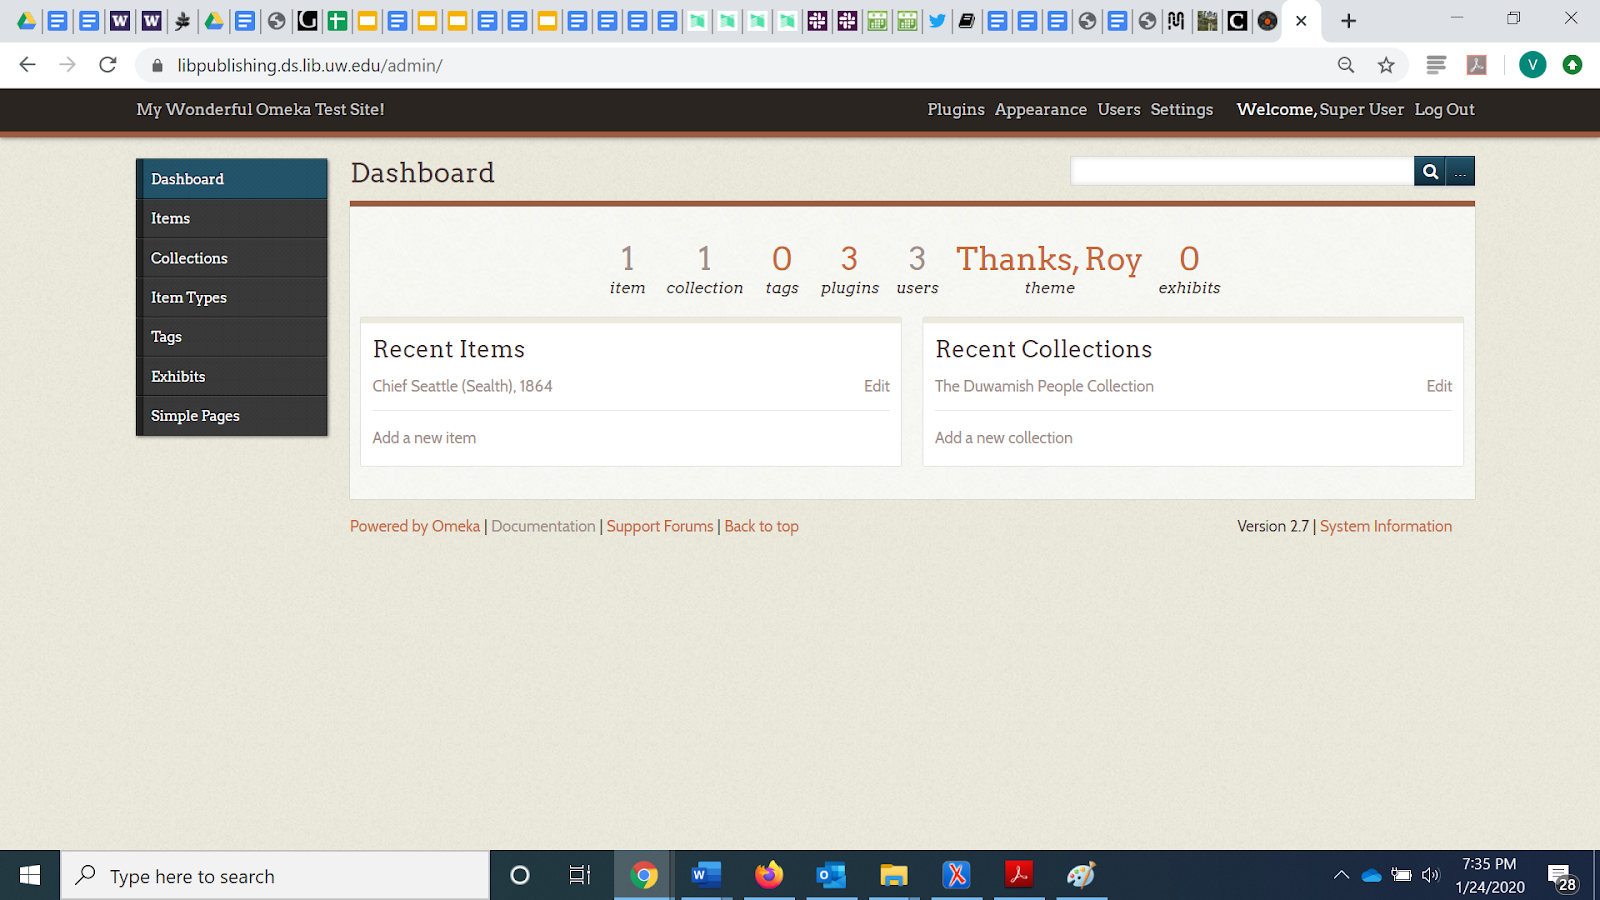 libpublishing.ds.lib.uw.edu/admin/
V
My Wonderful Omeka Test Site!
Plugins Appearance Users Settings Welcome, Super User Log Out
Dashboard
Items
Collections
Item Types
Tags
Exhibits
Simple Pages
Dashboard
...
1 1 0 3 3 Thanks, Roy 0
item collection tags plugins users theme exhibits
Recent Items
Chief Seattle (Sealth), 1864 Edit
Add a new item
Recent Collections
The Duwamish People Collection Edit
Add a new collection
Powered by Omeka | Documentation | Support Forums | Back to top
Version 2.7 | System Information
Type here to search
7:35 PM
1/24/2020
28